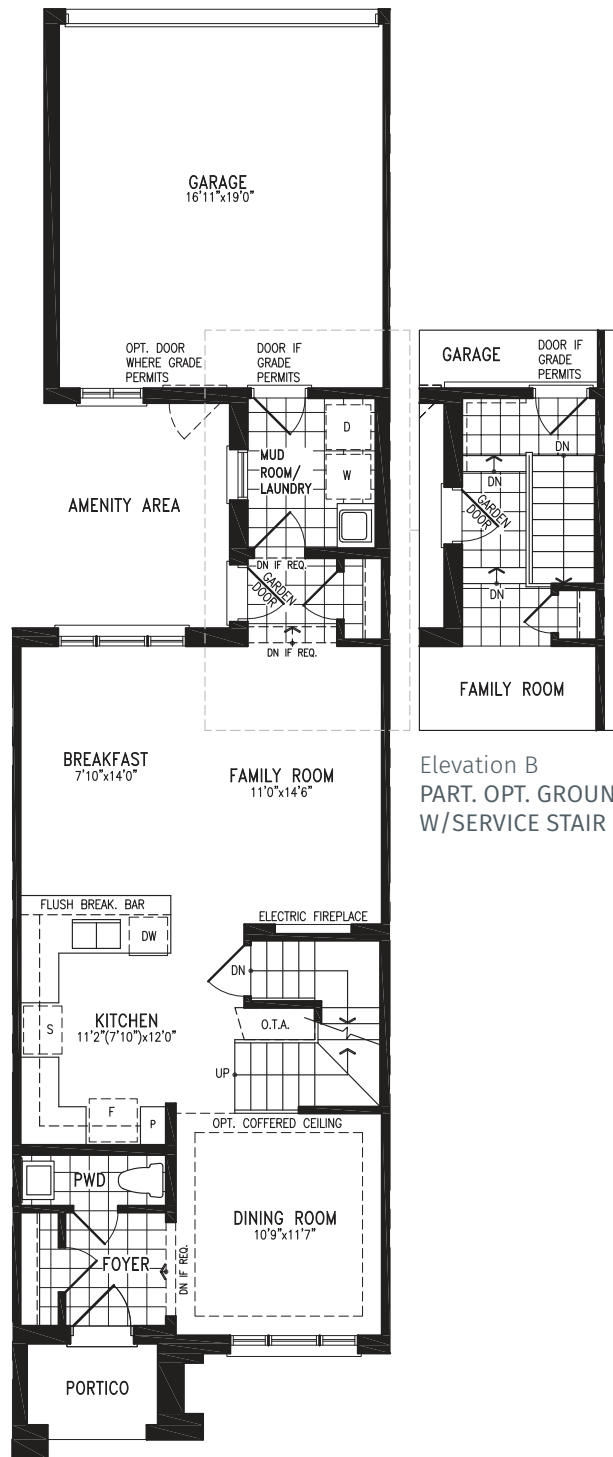 GARAGE
16'11"x19'0"
OPT. DOOR
WHERE GRADE
PERMITS
DOOR IF
GRADE
PERMITS
D
MUD
ROOM/
LAUNDRY
W
AMENITY AREA
DN IF REQ.
GARDEN
DOOR
DN IF REQ.
GARAGE
DOOR IF
GRADE
PERMITS
DN
DN
GARDEN
DOOR
DN
FAMILY ROOM
Elevation B
PART. OPT. GROUN
W/SERVICE STAIR
BREAKFAST
7'10"x14'0"
FAMILY ROOM
11'0"x14'6"
FLUSH BREAK. BAR
ELECTRIC FIREPLACE
DW
DN
S
KITCHEN
11'2"(7'10")x12'0"
O.T.A.
UP
F
P
OPT. COFFERED CEILING
PWD
DINING ROOM
10'9"x11'7"
FOYER
DN IF REQ.
PORTICO